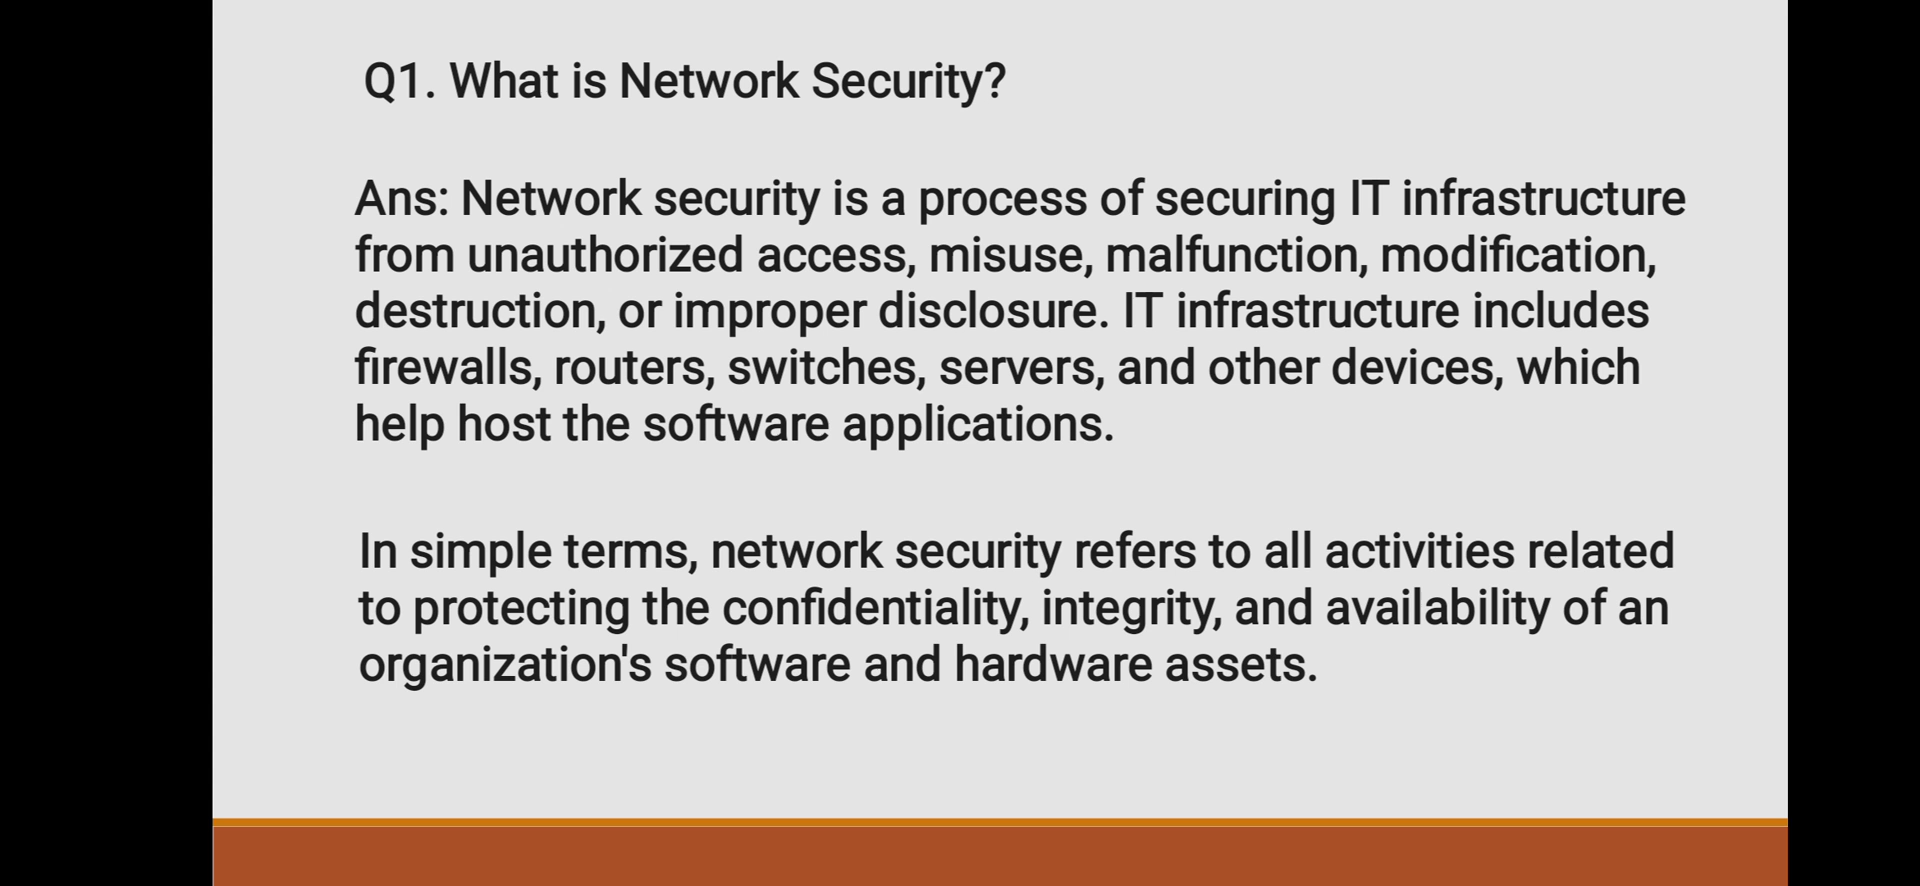 Q1. What is Network Security?
Ans: Network security is a process of securing IT infrastructure
from unauthorized access, misuse, malfunction, modification,
destruction, or improper disclosure. IT infrastructure includes
firewalls, routers, switches, servers, and other devices, which
help host the software applications.
In simple terms, network security refers to all activities related
to protecting the confidentiality, integrity, and availability of an
organization's software and hardware assets.